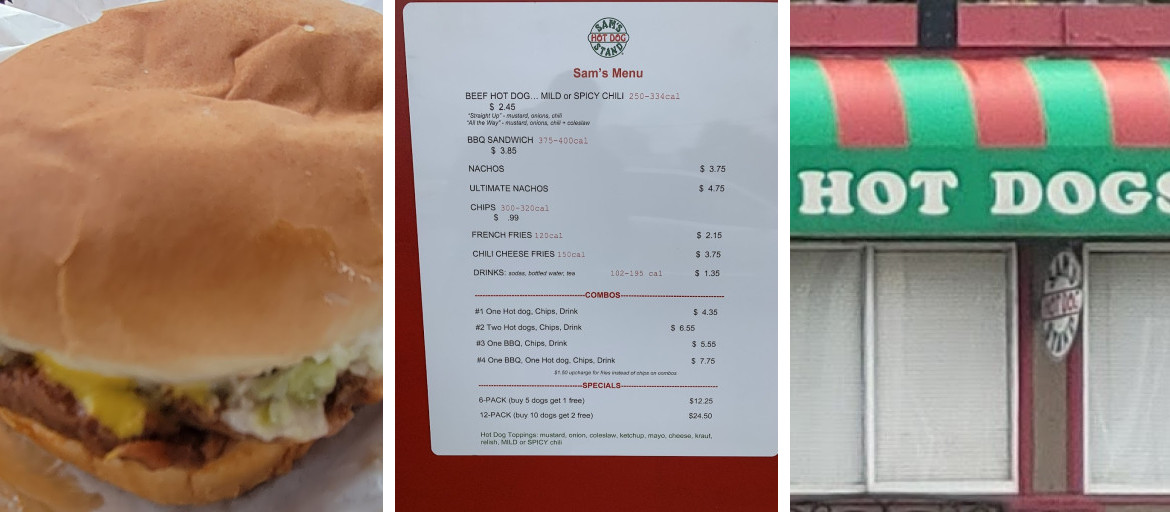 SAM'S
HOT DOG
STAND
Sam's Menu
BEEF HOT DOG... MILD or SPICY CHILI 250-334cal
$ 2.45
"Straight Up" - mustard, onions, chili
"All the Way" - mustard, onions, chili + coleslaw
BBQ SANDWICH 375-400cal
$ 3.85
NACHOS $ 3.75
ULTIMATE NACHOS $ 4.75
CHIPS 300-320cal
$ .99
FRENCH FRIES 120cal $ 2.15
CHILI CHEESE FRIES 150cal $ 3.75
DRINKS: sodas, bottled water, tea 102-195 cal $ 1.35
COMBOS
#1 One Hot dog, Chips, Drink $ 4.35
#2 Two Hot dogs, Chips, Drink $ 6.55
#3 One BBQ, Chips, Drink $ 5.55
#4 One BBQ, One Hot dog, Chips, Drink $ 7.75
$1.50 upcharge for fries instead of chips on combos
SPECIALS
6-PACK (buy 5 dogs get 1 free) $12.25
12-PACK (buy 10 dogs get 2 free) $24.50
Hot Dog Toppings: mustard, onion, coleslaw, ketchup, mayo, cheese, kraut,
relish, MILD or SPICY chili
HOT DOGS
SAM'S
HOT DOG
STAND